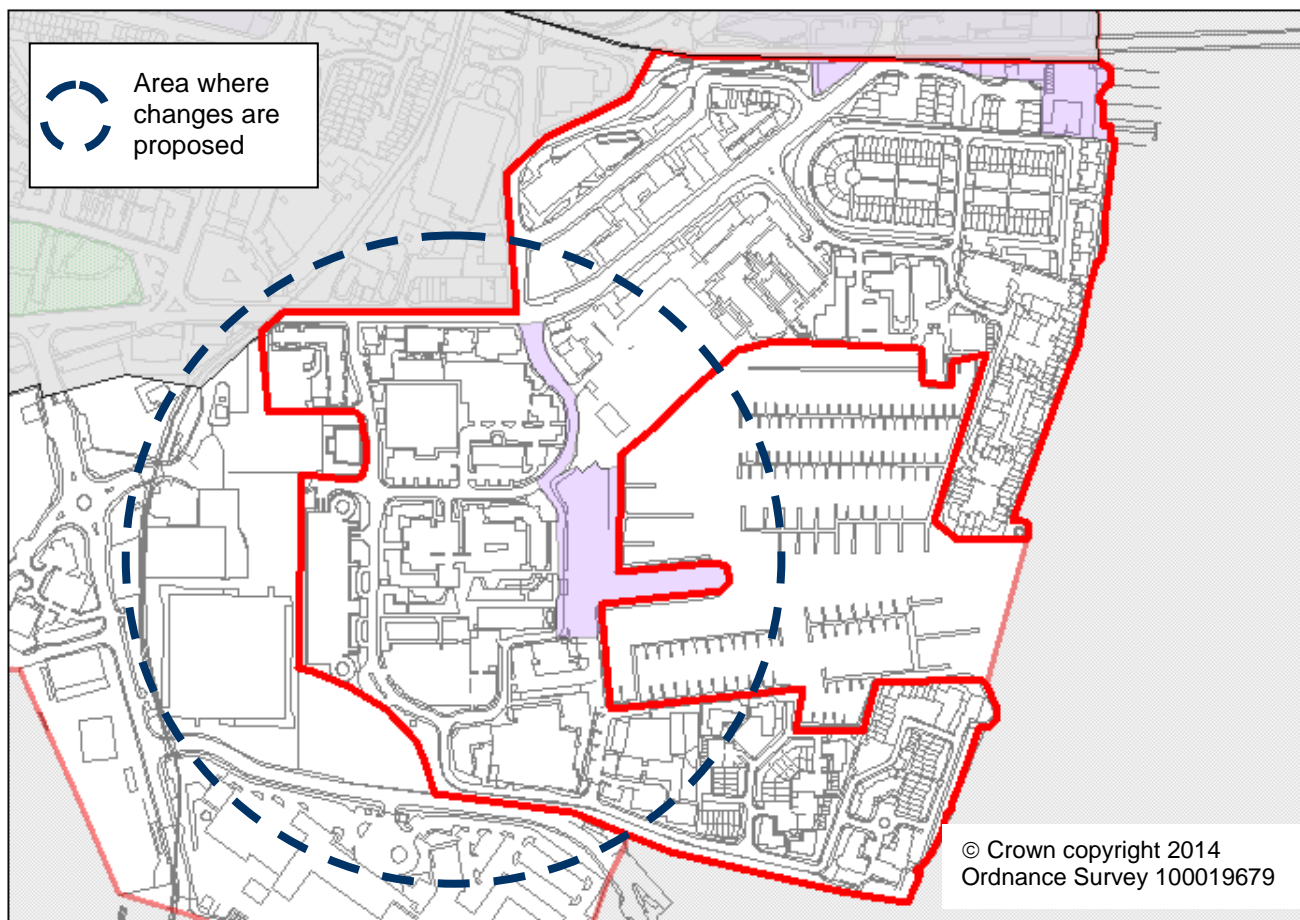 Area where
changes are
proposed
© Crown copyright 2014
Ordnance Survey 100019679